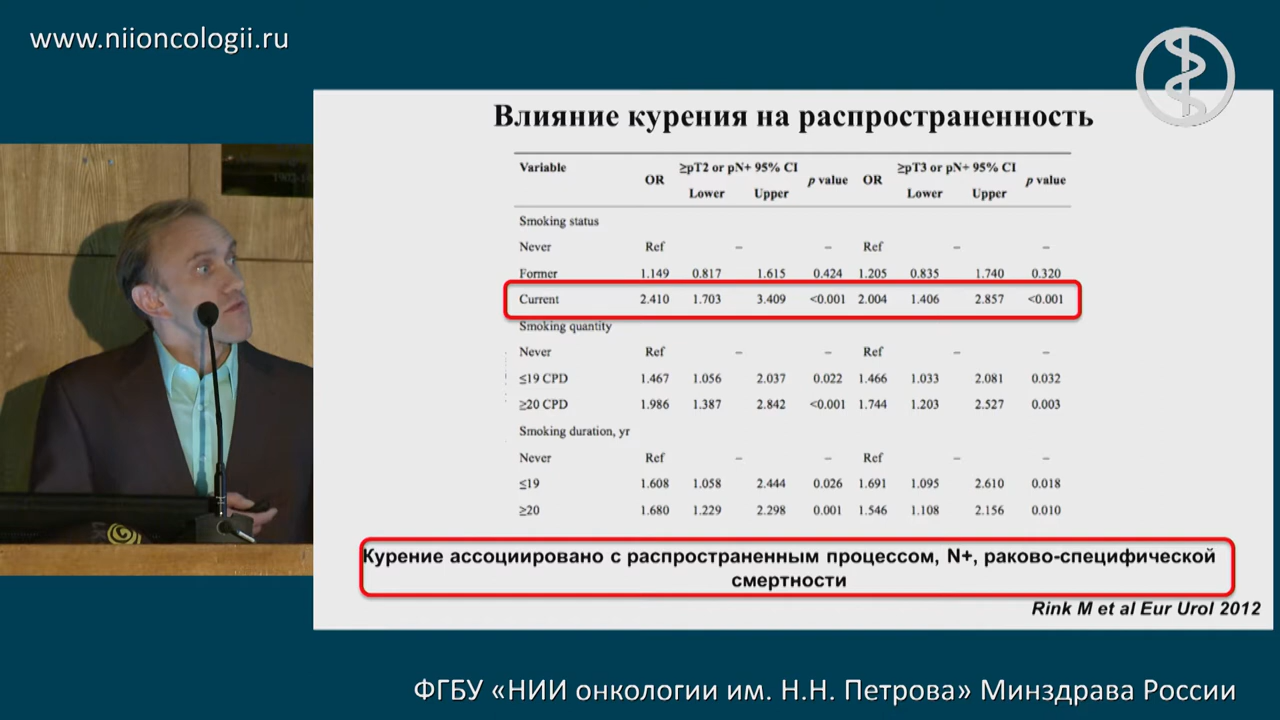 www.niioncologii.ru
Влияние курения на распространенность
Variable OR ≥pT2 or pN+ 95% CI p value OR ≥pT3 or pN+ 95% CI p value
Lower Upper Lower Upper
Smoking status
Never Ref – – Ref – –
Former 1.149 0.817 1.615 0.424 1.205 0.835 1.740 0.320
Current 2.410 1.703 3.409 <0.001 2.004 1.406 2.857 <0.001
Smoking quantity
Never Ref – – Ref – –
≤19 CPD 1.467 1.056 2.037 0.022 1.466 1.033 2.081 0.032
≥20 CPD 1.986 1.387 2.842 <0.001 1.744 1.203 2.527 0.003
Smoking duration, yr
Never Ref – – Ref – –
≤19 1.608 1.058 2.444 0.026 1.691 1.095 2.610 0.018
≥20 1.680 1.229 2.298 0.001 1.546 1.108 2.156 0.010
Курение ассоциировано с распространенным процессом, N+, раково-специфической
смертности
Rink M et al Eur Urol 2012
ФГБУ «НИИ онкологии им. Н.Н. Петрова» Минздрава России